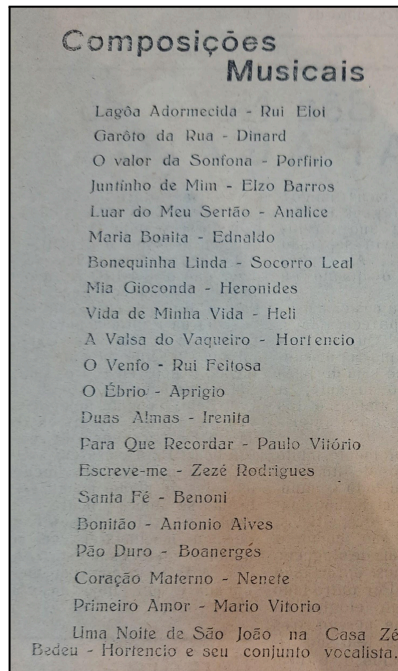 Composições
Musicais
Lagôa Adormecida - Rui Eloi
Garôto da Rua - Dinard
O valor da Sonfona - Porfirio
Juntinho de Mim - Elzo Barros
Luar do Meu Sertão - Analice
Maria Bonita - Ednaldo
Bonequinha Linda - Socorro Leal
Mia Gioconda - Heronides
Vida de Minha Vida - Heli
A Valsa do Vaqueiro - Hortencio
O Venfo - Rui Feitosa
O Ébrio - Aprigio
Duas Almas - Irenita
Para Que Recordar - Paulo Vitório
Escreve-me - Zezé Rodrigues
Santa Fé - Benoni
Bonitão - Antonio Alves
Pão Duro - Boanergés
Coração Materno - Nenete
Primeiro Amor - Mario Vitorio
Uma Noite de São João na Casa Zé
Bedeu - Hortencio e seu conjunto vocalista.